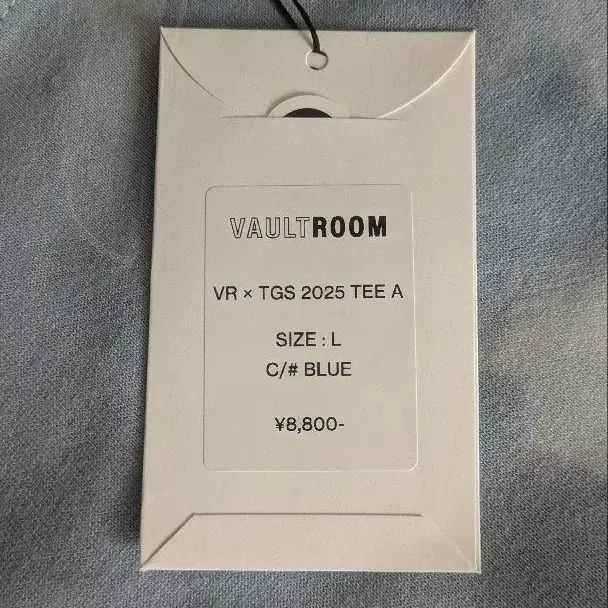 VAULTROOM
VR × TGS 2025 TEE A
SIZE : L
C/# BLUE
¥8,800-